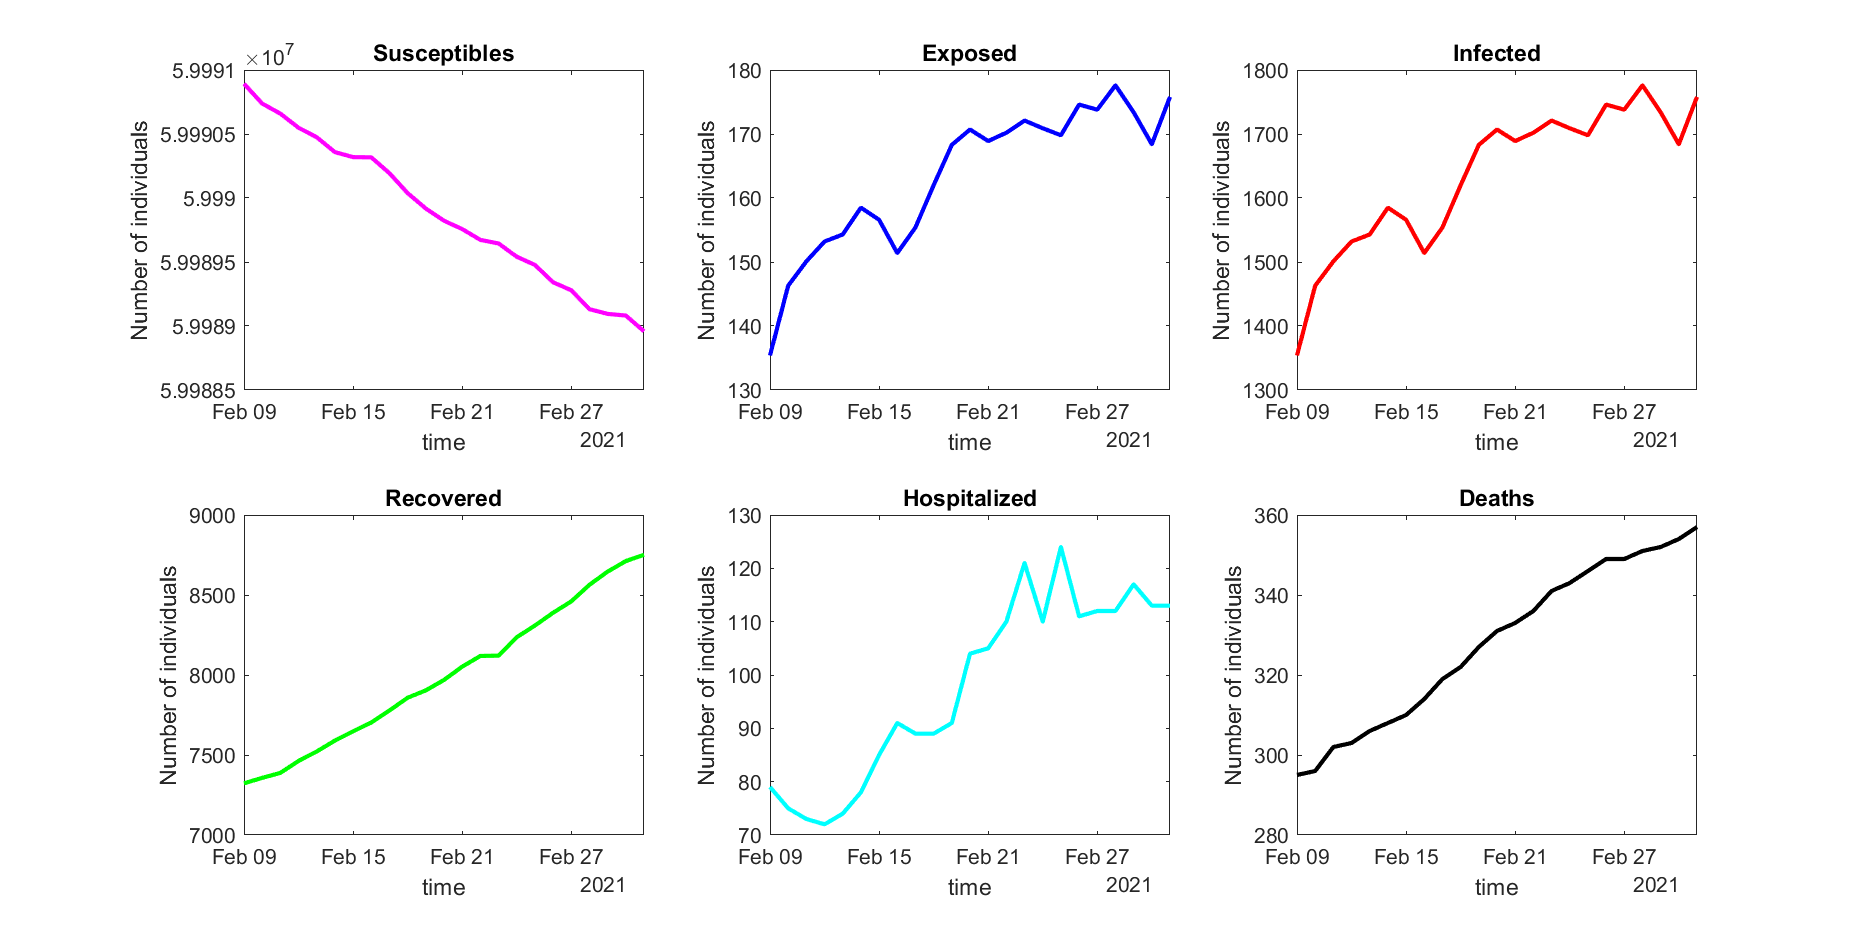 Susceptibles
×10^7
5.9991
5.99905
5.999
5.99895
5.9989
5.99885
Number of individuals
Feb 09 Feb 15 Feb 21 Feb 27
time 2021
Exposed
180
170
160
150
140
130
Number of individuals
Feb 09 Feb 15 Feb 21 Feb 27
time 2021
Infected
1800
1700
1600
1500
1400
1300
Number of individuals
Feb 09 Feb 15 Feb 21 Feb 27
time 2021
Recovered
9000
8500
8000
7500
7000
Number of individuals
Feb 09 Feb 15 Feb 21 Feb 27
time 2021
Hospitalized
130
120
110
100
90
80
70
Number of individuals
Feb 09 Feb 15 Feb 21 Feb 27
time 2021
Deaths
360
340
320
300
280
Number of individuals
Feb 09 Feb 15 Feb 21 Feb 27
time 2021